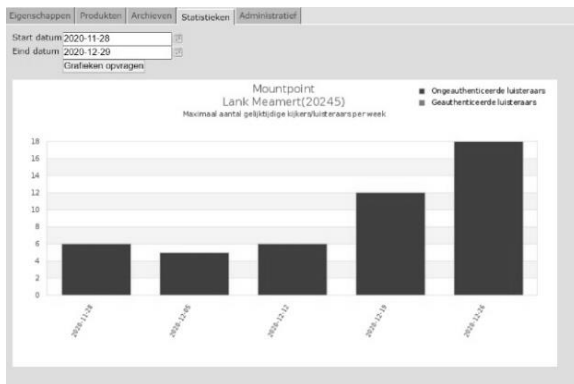 Eigenschappen Produkten Archieven Statistieken Administratief
Start datum 2020-11-28
Eind datum 2020-12-29
Grafieken opvragen
Mountpoint
Lank Meamert(20245)
Maximaal aantal gelijktijdige kijkers/luisteraars per week
Ongeauthenticeerde luisteraars
Geauthenticeerde luisteraars
18
16
14
12
10
8
6
4
2
0
2020-11-28
2020-12-05
2020-12-12
2020-12-19
2020-12-26